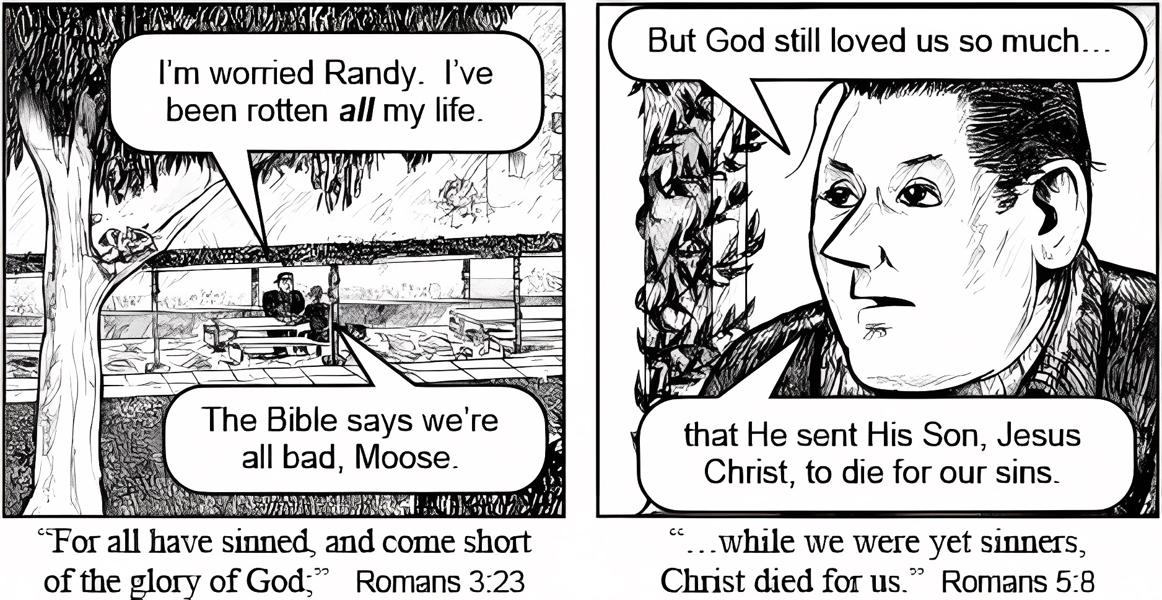 I'm worried Randy.  I've
been rotten all my life.
The Bible says we're
all bad, Moose.
“For all have sinned, and come short
of the glory of God;”   Romans 3:23
But God still loved us so much...
that He sent His Son, Jesus
Christ, to die for our sins.
“...while we were yet sinners,
Christ died for us.”  Romans 5:8